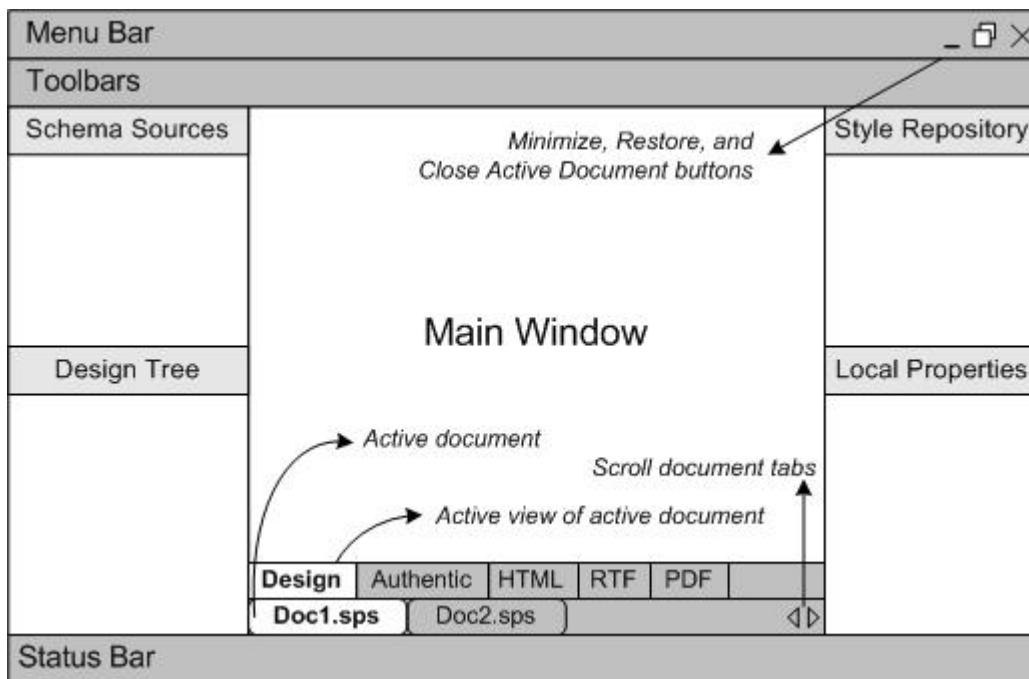 Menu Bar
Toolbars
Schema Sources
Minimize, Restore, and
Close Active Document buttons
Style Repository
Main Window
Design Tree
Local Properties
Active document
Scroll document tabs
Active view of active document
Design Authentic HTML RTF PDF
Doc1.sps Doc2.sps
Status Bar